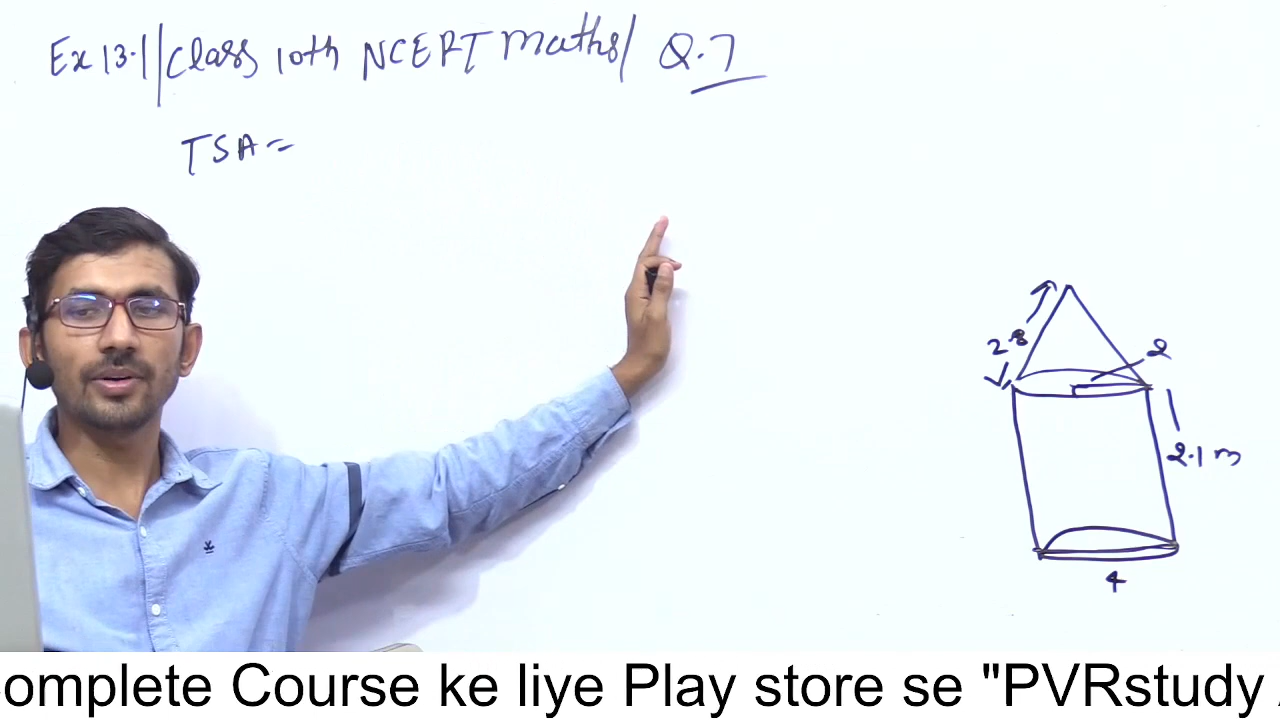 Ex 13.1 | Class 10th NCERT Maths / Q.7
TSA =
2.8
2
2.1 m
4
omplete Course ke liye Play store se "PVRstudy